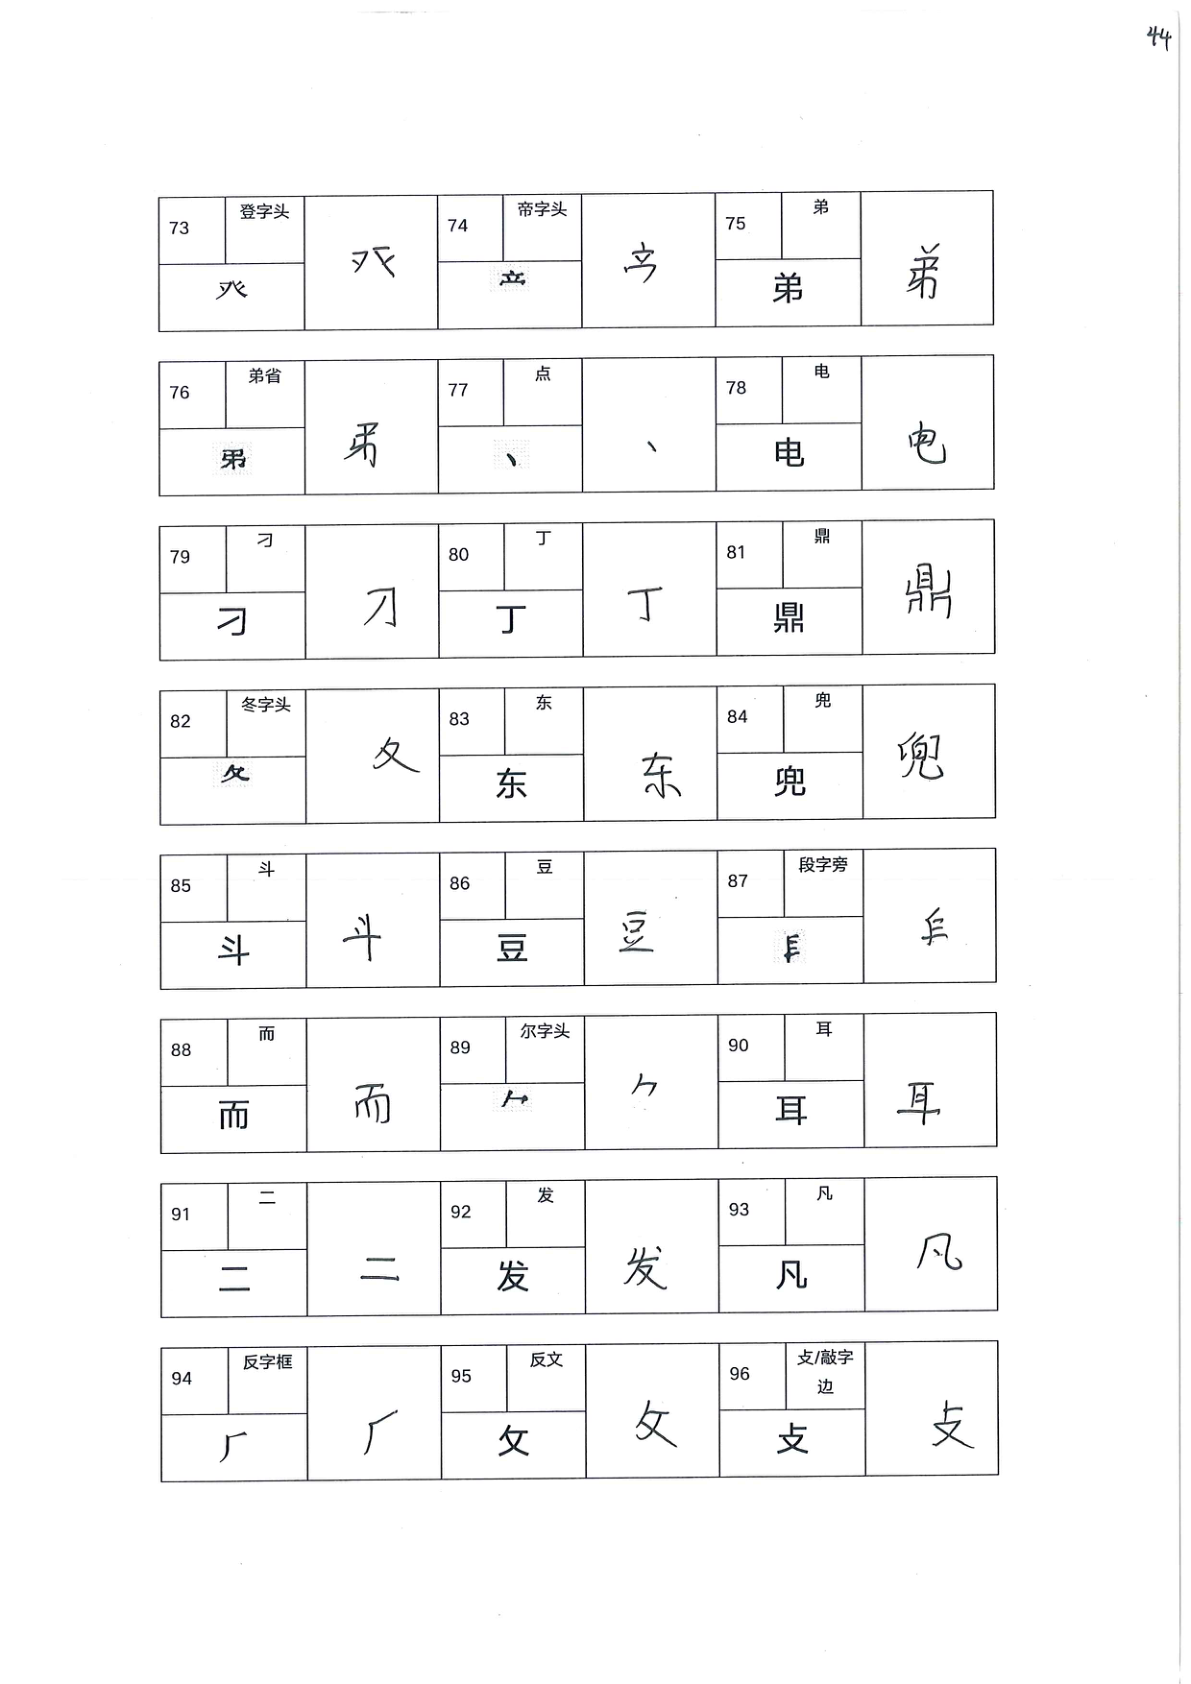 44
73 登字头 癶 癶 74 帝字头 75 弟 弟 弟
76 弟省 77 点 丶 丶 78 电 电 电
79 刁 刁 刁 80 丁 丁 丁 81 鼎 鼎 鼎
82 冬字头 夂 夂 83 东 东 东 84 兜 兜 兜
85 斗 斗 斗 86 豆 豆 豆 87 段字旁
88 而 而 而 89 尔字头 𠂊 𠂊 90 耳 耳 耳
91 二 二 二 92 发 发 发 93 凡 凡 凡
94 反字框 𠂆 𠂆 95 反文 攵 攵 96 攴/敲字
边 攴 攴